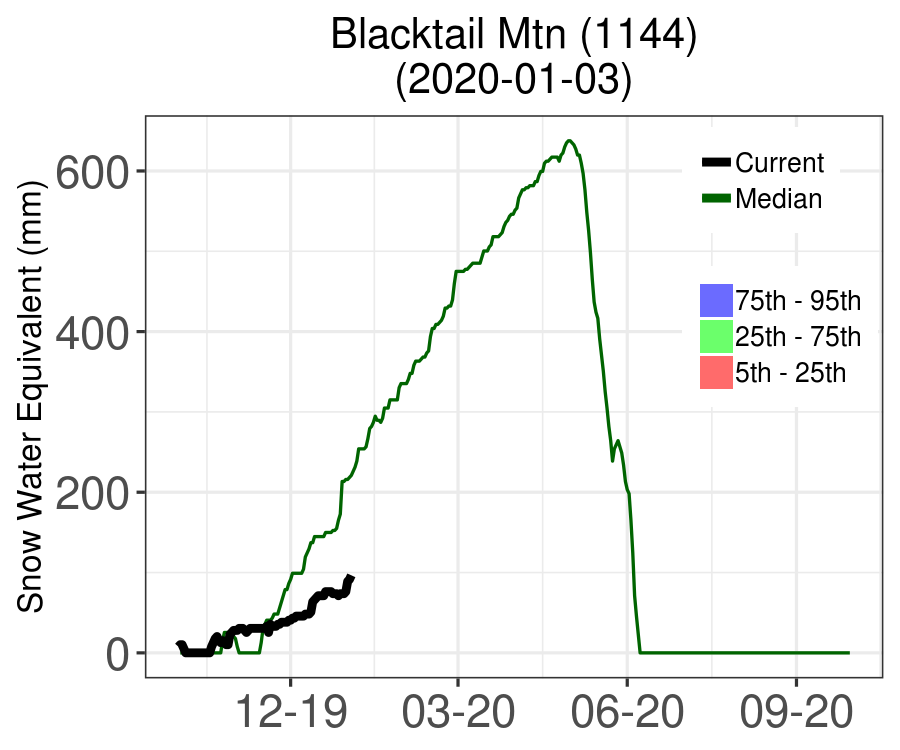 Blacktail Mtn (1144)
(2020-01-03)
Snow Water Equivalent (mm)
600
400
200
0
12-19
03-20
06-20
09-20
Current
Median
75th - 95th
25th - 75th
5th - 25th